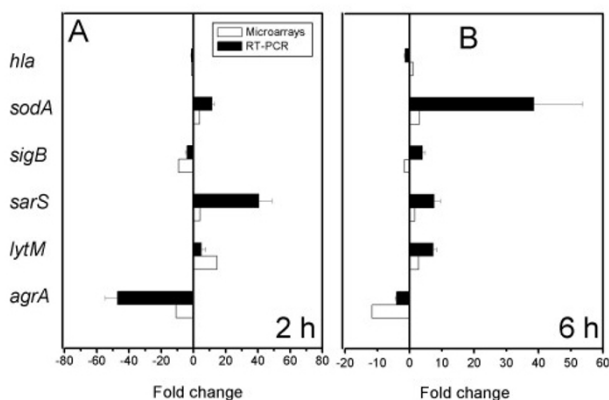 A
Microarrays
RT-PCR
B
hla
sodA
sigB
sarS
lytM
agrA
2 h
6 h
-80 -60 -40 -20 0 20 40 60 80
-20 -10 0 10 20 30 40 50 60
Fold change
Fold change